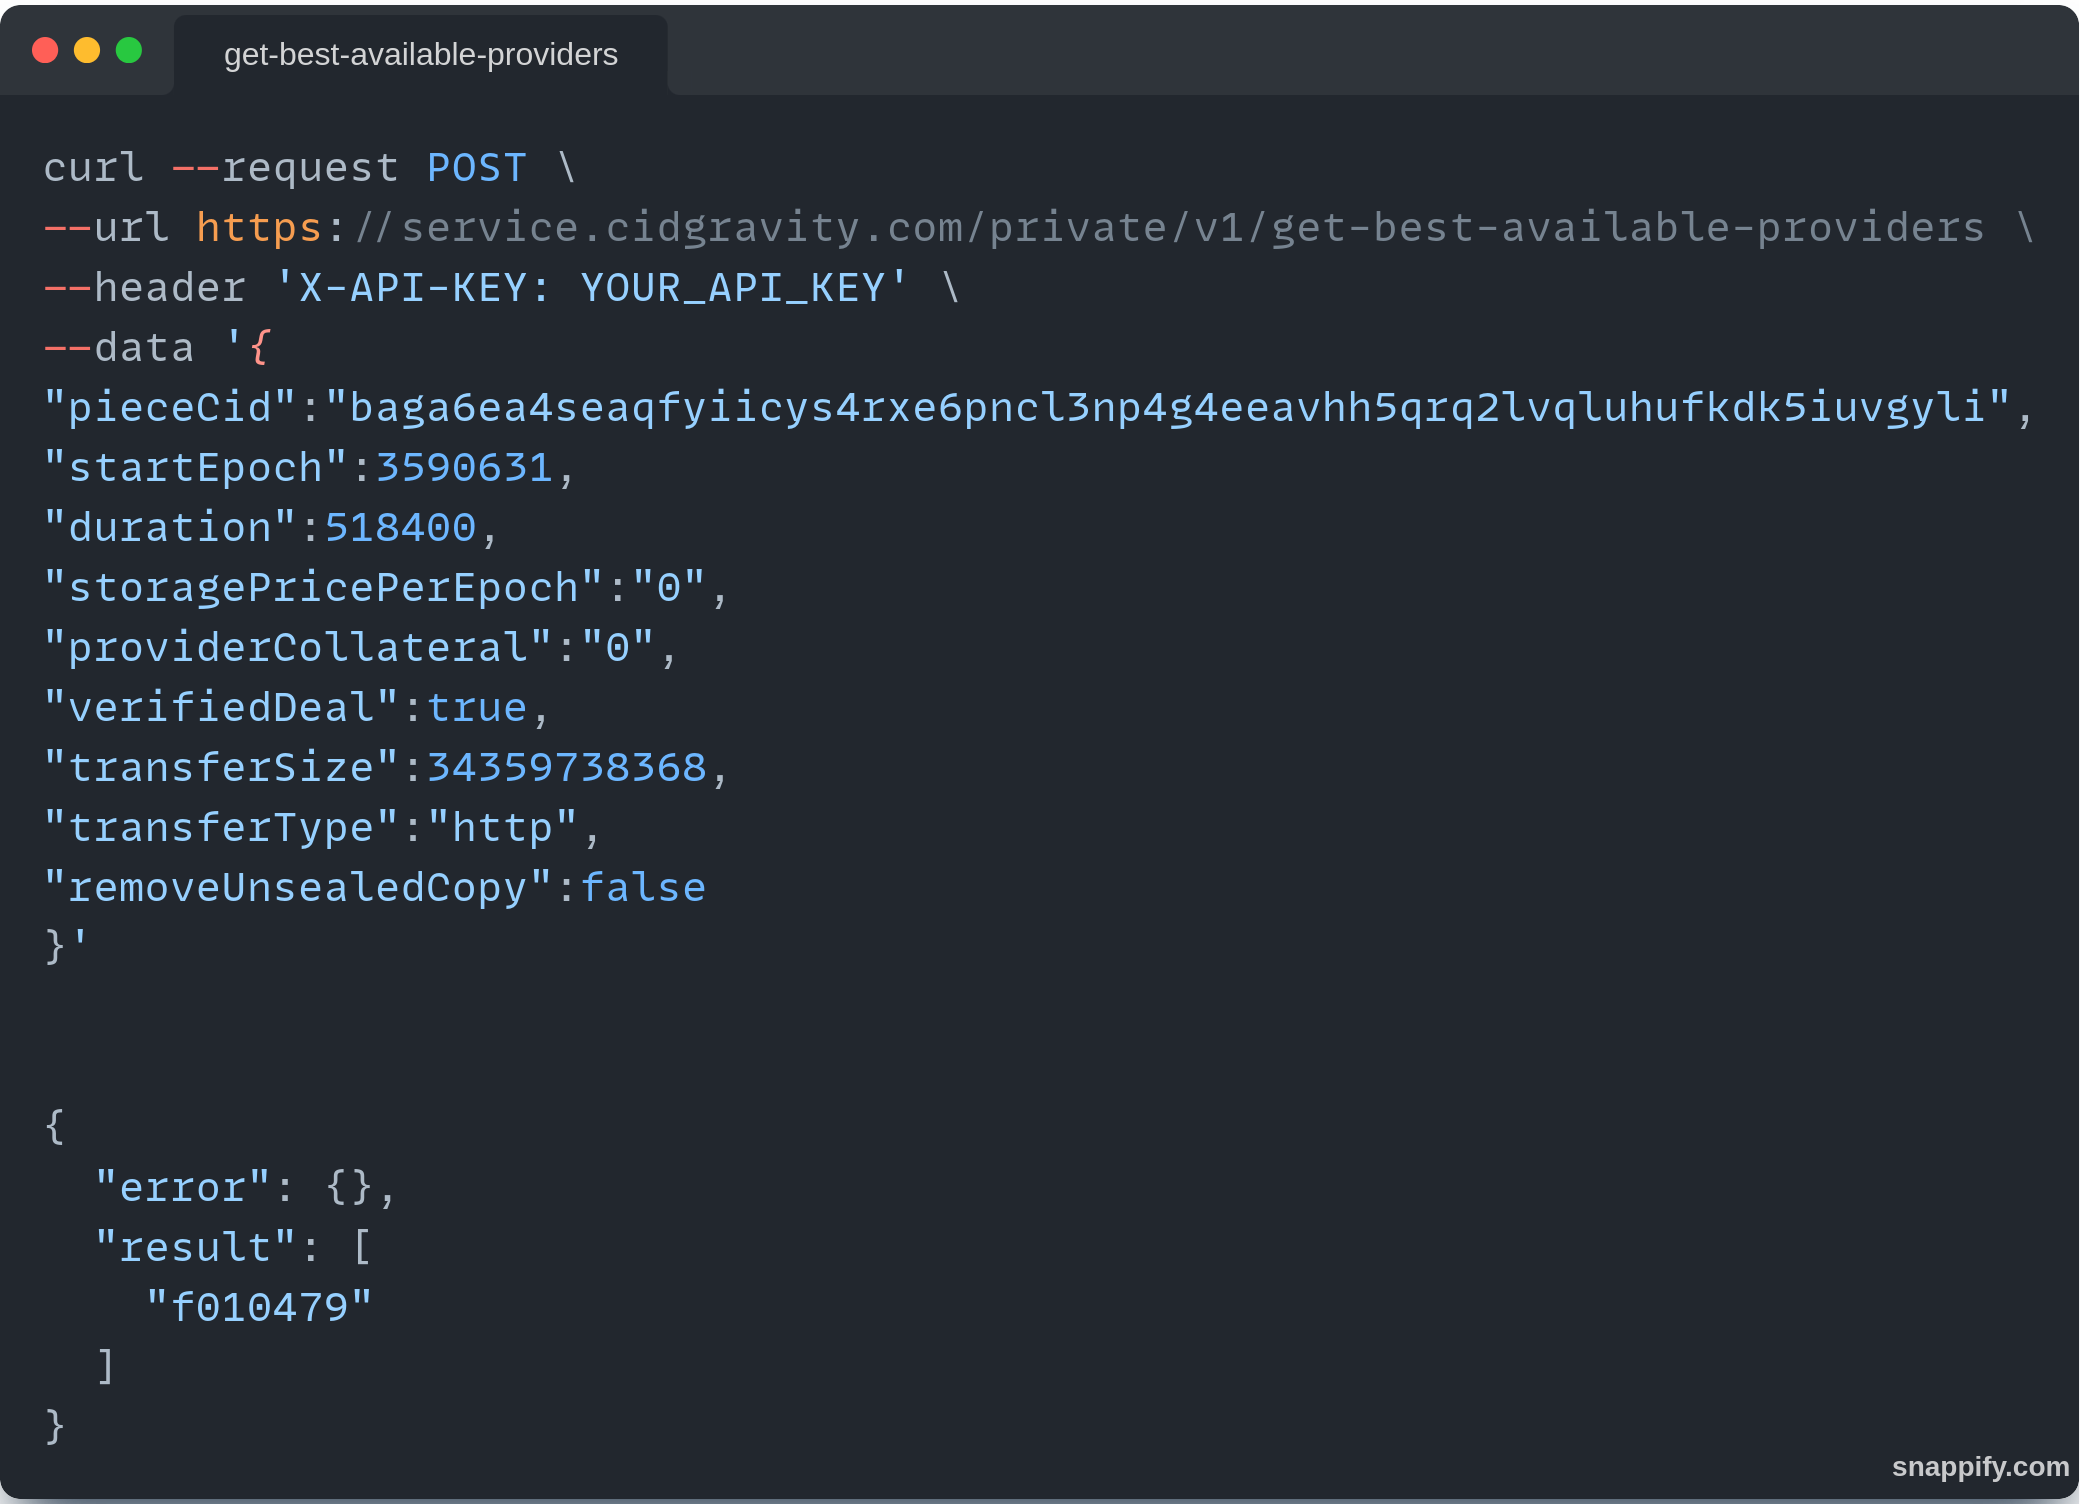 get-best-available-providers
curl --request POST \
--url https://service.cidgravity.com/private/v1/get-best-available-providers \
--header 'X-API-KEY: YOUR_API_KEY' \
--data '{
"pieceCid":"baga6ea4seaqfyiicys4rxe6pncl3np4g4eeavhh5qrq2lvqluhufkdk5iuvgyli",
"startEpoch":3590631,
"duration":518400,
"storagePricePerEpoch":"0",
"providerCollateral":"0",
"verifiedDeal":true,
"transferSize":34359738368,
"transferType":"http",
"removeUnsealedCopy":false
}'
{
  "error": {},
  "result": [
    "f010479"
  ]
}
snappify.com